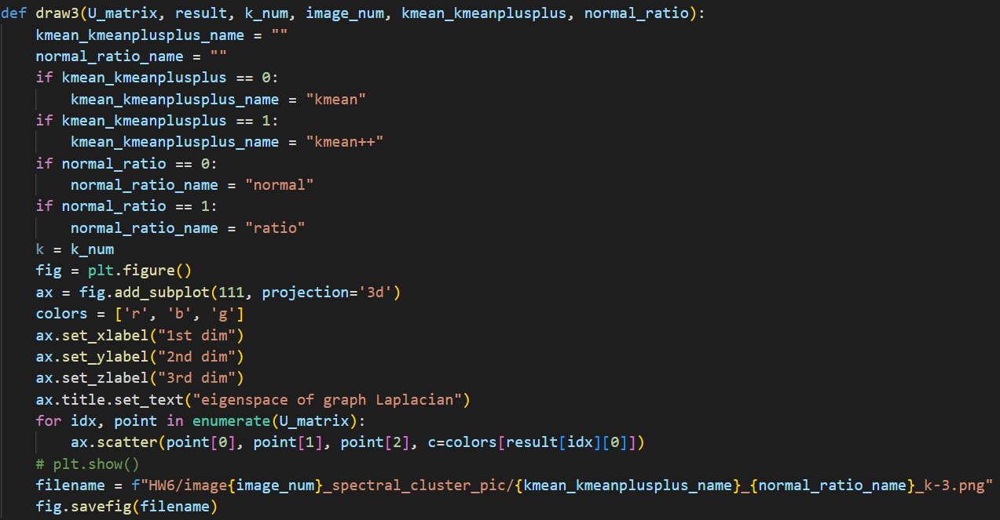 def draw3(U_matrix, result, k_num, image_num, kmean_kmeanplusplus, normal_ratio):
    kmean_kmeanplusplus_name = ""
    normal_ratio_name = ""
    if kmean_kmeanplusplus == 0:
        kmean_kmeanplusplus_name = "kmean"
    if kmean_kmeanplusplus == 1:
        kmean_kmeanplusplus_name = "kmean++"
    if normal_ratio == 0:
        normal_ratio_name = "normal"
    if normal_ratio == 1:
        normal_ratio_name = "ratio"
    k = k_num
    fig = plt.figure()
    ax = fig.add_subplot(111, projection='3d')
    colors = ['r', 'b', 'g']
    ax.set_xlabel("1st dim")
    ax.set_ylabel("2nd dim")
    ax.set_zlabel("3rd dim")
    ax.title.set_text("eigenspace of graph Laplacian")
    for idx, point in enumerate(U_matrix):
        ax.scatter(point[0], point[1], point[2], c=colors[result[idx][0]])
    # plt.show()
    filename = f"HW6/image{image_num}_spectral_cluster_pic/{kmean_kmeanplusplus_name}_{normal_ratio_name}_k-3.png"
    fig.savefig(filename)